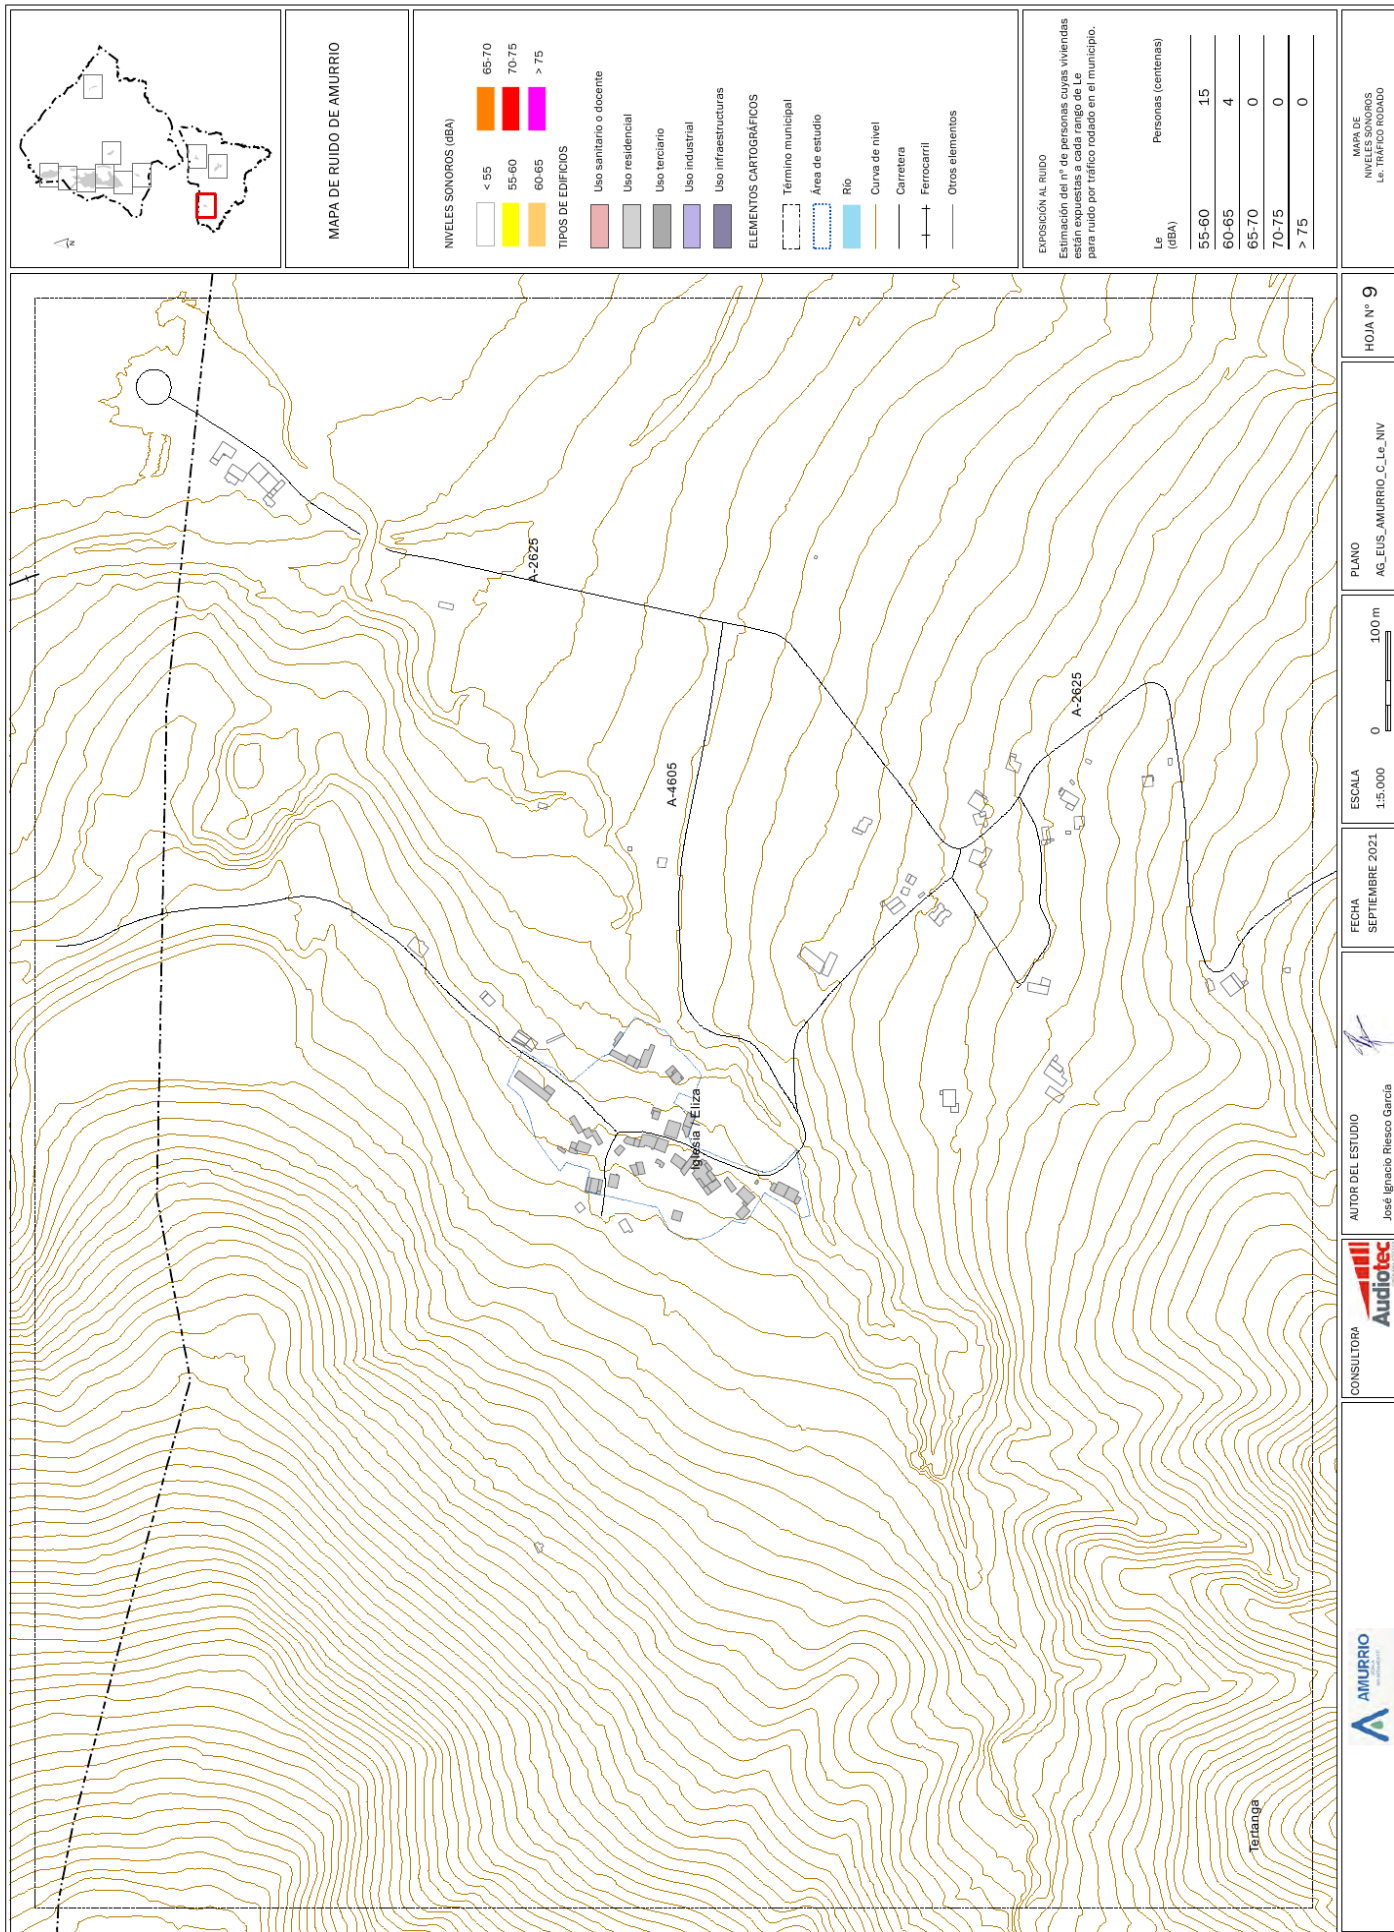 MAPA DE RUIDO DE AMURRIO
NIVELES SONOROS (dBA)
< 55
55-60
60-65
65-70
70-75
> 75
TIPOS DE EDIFICIOS
Uso sanitario o docente
Uso residencial
Uso terciario
Uso industrial
Uso infraestructuras
ELEMENTOS CARTOGRÁFICOS
Término municipal
Área de estudio
Río
Curva de nivel
Carretera
Ferrocarril
Otros elementos
EXPOSICIÓN AL RUIDO
Estimación del nº de personas cuyas viviendas
están expuestas a cada rango de Le
para ruido por tráfico rodado en el municipio.
Le Personas (centenas)
(dBA)
55-60 15
60-65 4
65-70 0
70-75 0
> 75 0
MAPA DE
NIVELES SONOROS
Le. TRÁFICO RODADO
A-2625
A-4605
A-2625
Iglesia / Eliza
Tertanga
AMURRIO
CONSULTORA
Audiotec
AUTOR DEL ESTUDIO
José Ignacio Riesco García
FECHA
SEPTIEMBRE 2021
ESCALA
1:5.000
0 100 m
PLANO
AG_EUS_AMURRIO_C_Le_NIV
HOJA Nº 9